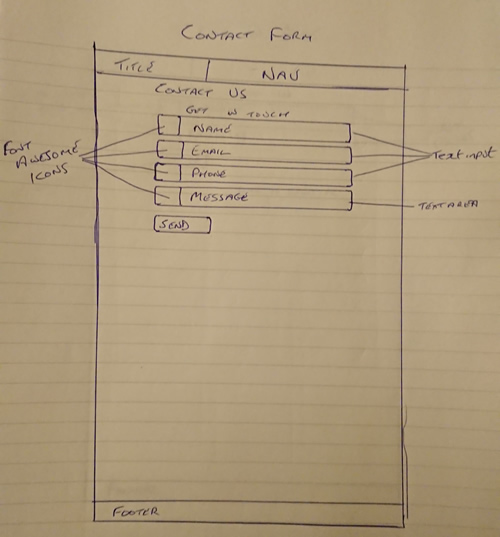 CONTACT FORM
TITLE
NAV
CONTACT US
GET IN TOUCH
NAME
EMAIL
PHONE
MESSAGE
SEND
FONT
AWESOME
ICONS
Text input
TEXT AREA
FOOTER